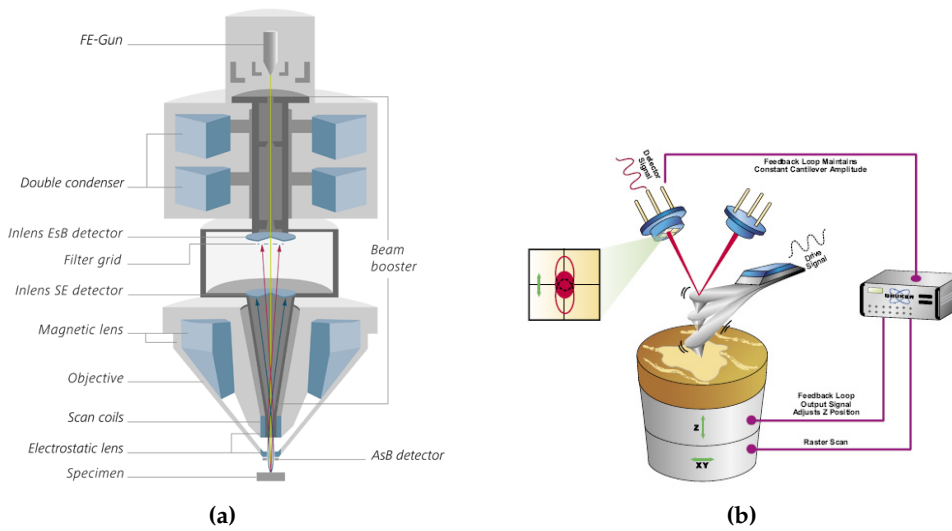 FE-Gun
Double condenser
Inlens EsB detector
Filter grid
Inlens SE detector
Magnetic lens
Objective
Scan coils
Electrostatic lens
Specimen
Beam
booster
AsB detector
(a)
Detector
Signal
Feedback Loop Maintains
Constant Cantilever Amplitude
Drive
Signal
BRUKER
Feedback Loop
Output Signal
Adjusts Z Position
Z
Raster Scan
XY
(b)